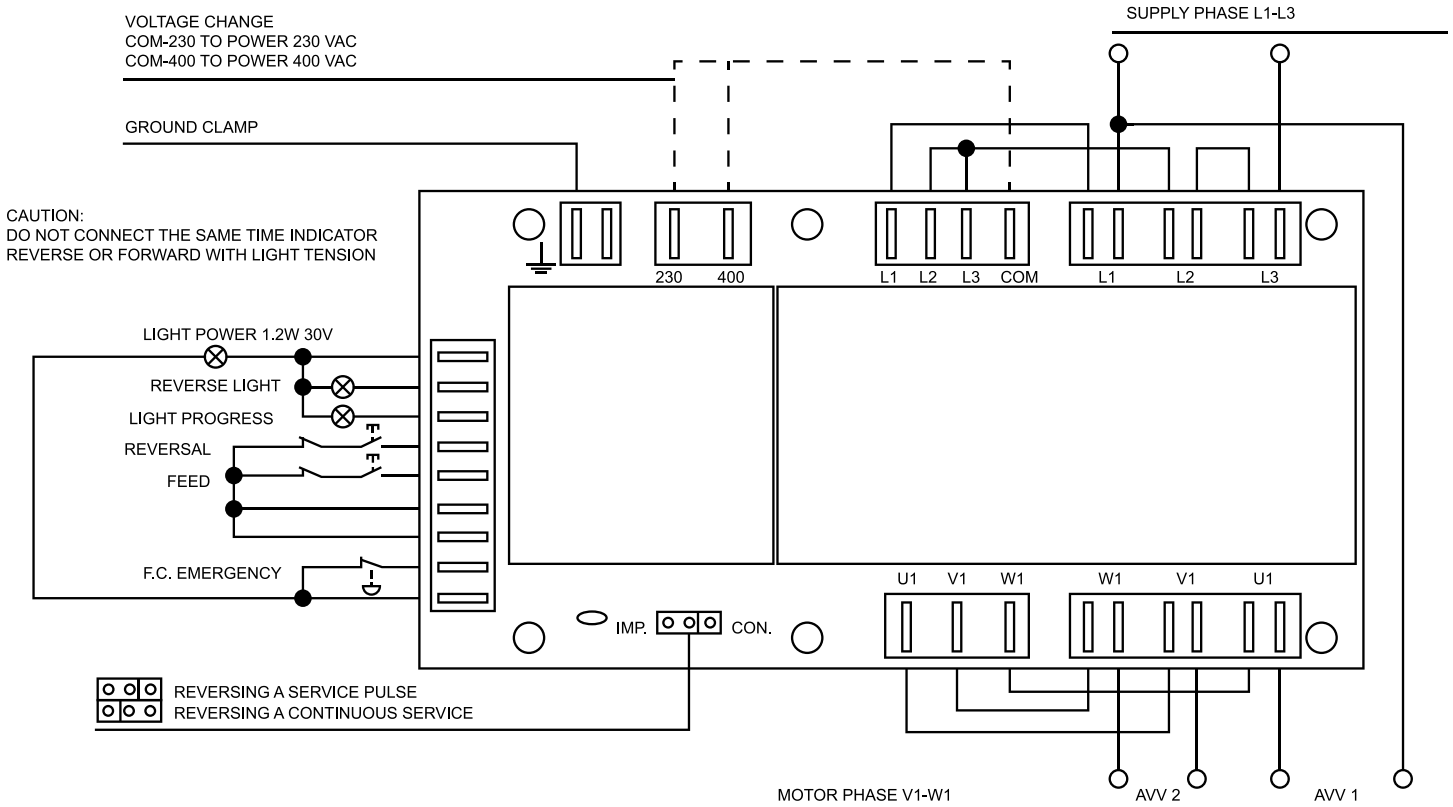 VOLTAGE CHANGE
COM-230 TO POWER 230 VAC
COM-400 TO POWER 400 VAC
SUPPLY PHASE L1-L3
GROUND CLAMP
CAUTION:
DO NOT CONNECT THE SAME TIME INDICATOR
REVERSE OR FORWARD WITH LIGHT TENSION
230 400
L1 L2 L3 COM
L1 L2 L3
LIGHT POWER 1.2W 30V
REVERSE LIGHT
LIGHT PROGRESS
REVERSAL
FEED
F.C. EMERGENCY
U1 V1 W1
W1 V1 U1
IMP. CON.
REVERSING A SERVICE PULSE
REVERSING A CONTINUOUS SERVICE
MOTOR PHASE V1-W1
AVV 2
AVV 1